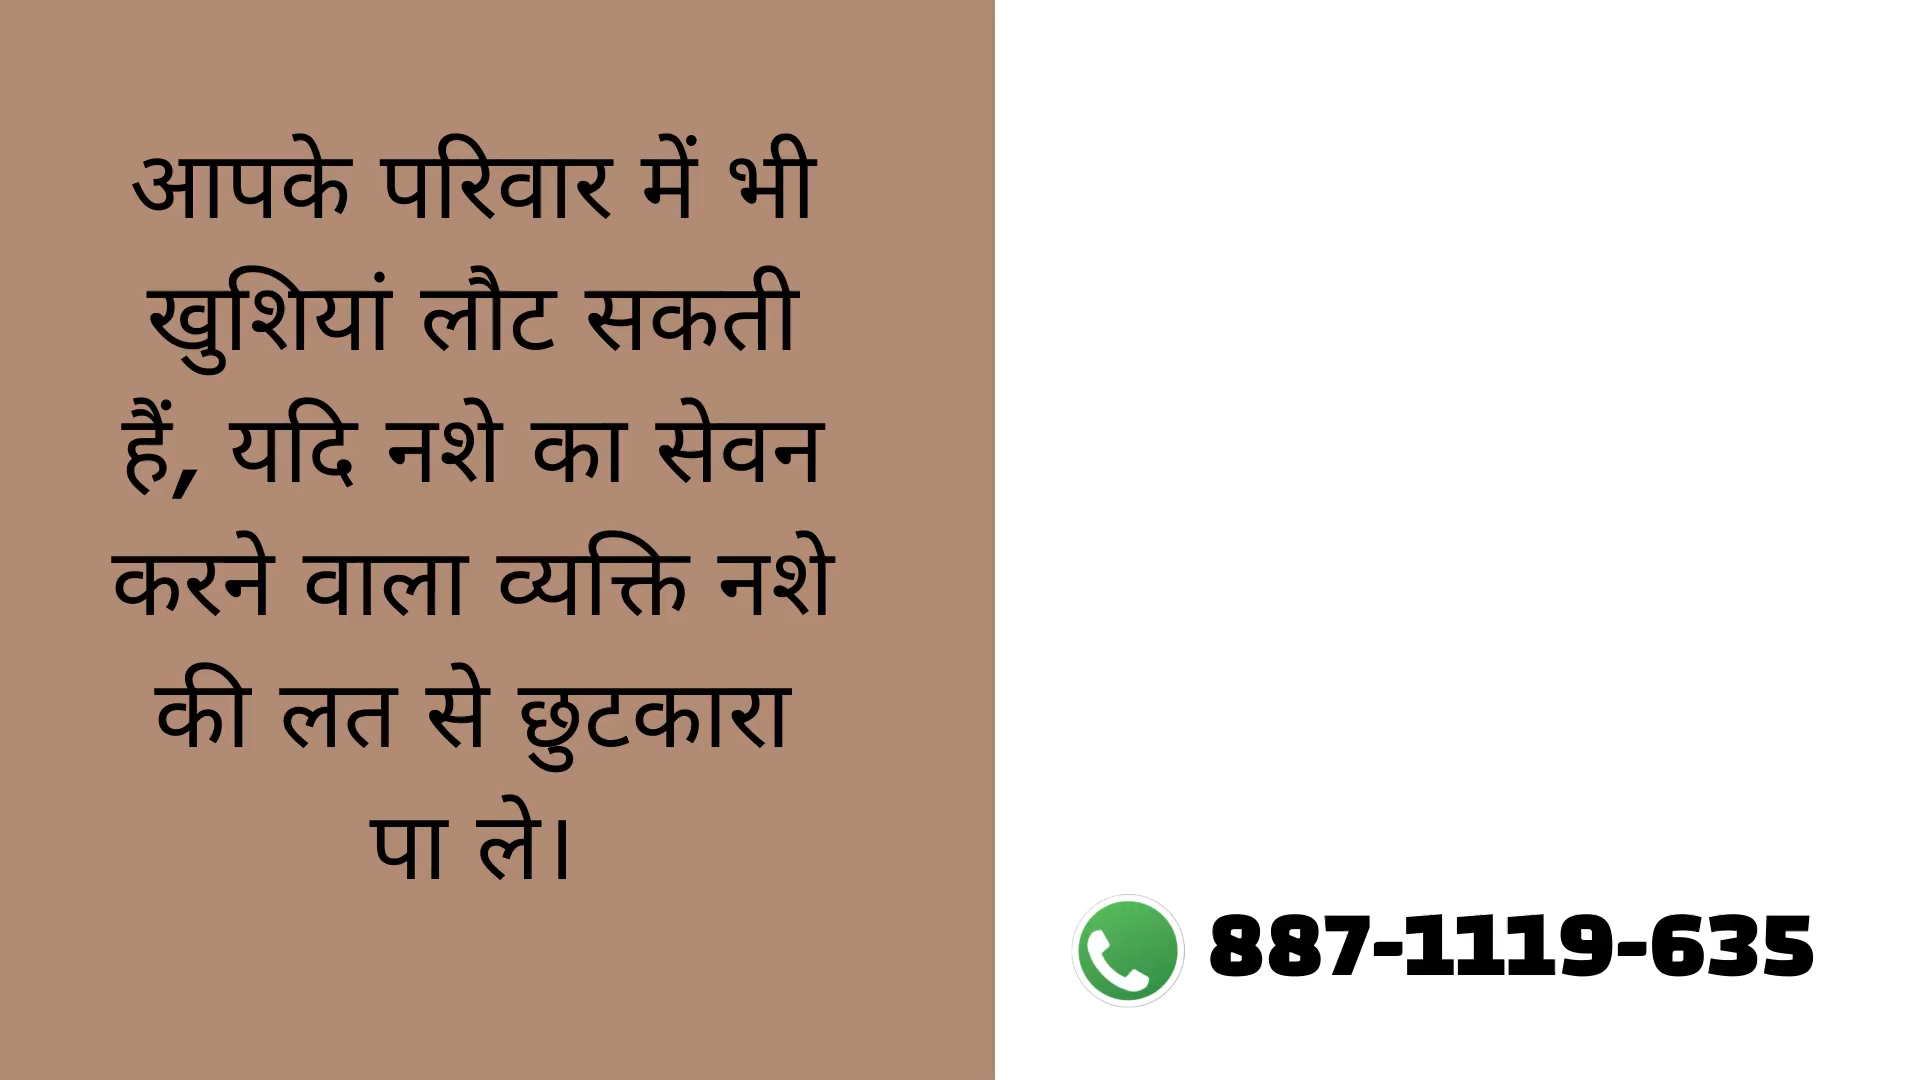 आपके परिवार में भी
खुशियां लौट सकती
हैं, यदि नशे का सेवन
करने वाला व्यक्ति नशे
की लत से छुटकारा
पा ले।
887-1119-635